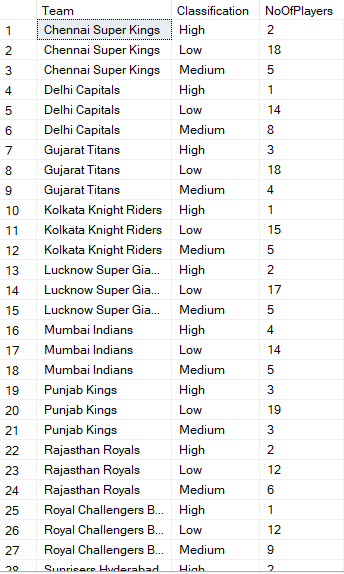 Team Classification NoOfPlayers
1 Chennai Super Kings High 2
2 Chennai Super Kings Low 18
3 Chennai Super Kings Medium 5
4 Delhi Capitals High 1
5 Delhi Capitals Low 14
6 Delhi Capitals Medium 8
7 Gujarat Titans High 3
8 Gujarat Titans Low 18
9 Gujarat Titans Medium 4
10 Kolkata Knight Riders High 1
11 Kolkata Knight Riders Low 15
12 Kolkata Knight Riders Medium 5
13 Lucknow Super Gia... High 2
14 Lucknow Super Gia... Low 17
15 Lucknow Super Gia... Medium 5
16 Mumbai Indians High 4
17 Mumbai Indians Low 14
18 Mumbai Indians Medium 5
19 Punjab Kings High 3
20 Punjab Kings Low 19
21 Punjab Kings Medium 3
22 Rajasthan Royals High 2
23 Rajasthan Royals Low 12
24 Rajasthan Royals Medium 6
25 Royal Challengers B... High 1
26 Royal Challengers B... Low 12
27 Royal Challengers B... Medium 9
28 Sunrisers Hyderabad High 2